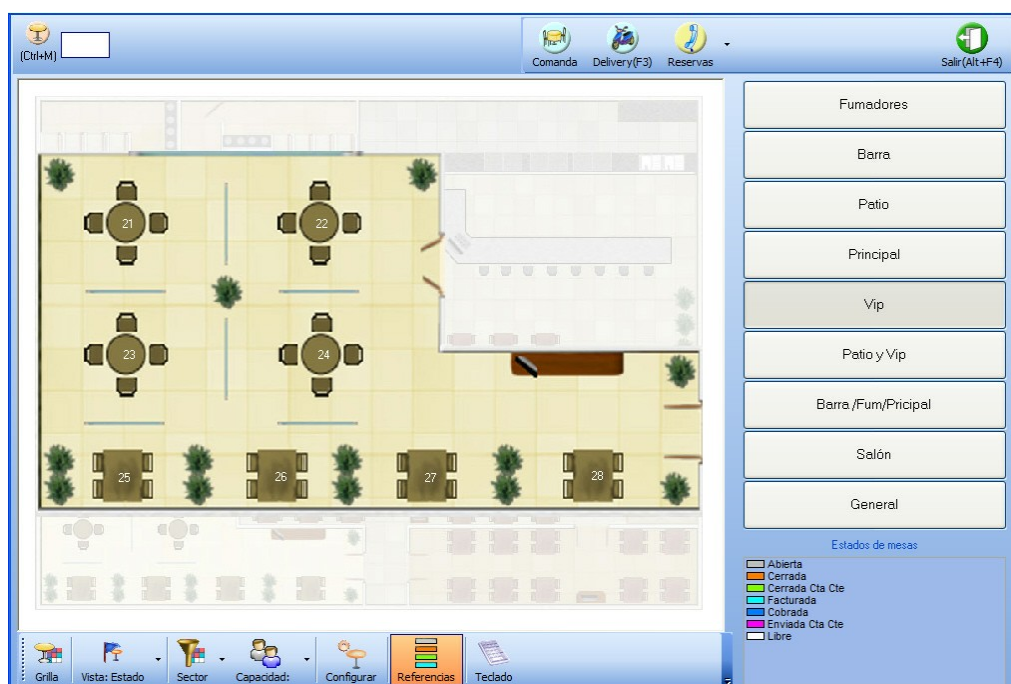 (Ctrl+M)
Comanda
Delivery(F3)
Reservas
Salir(Alt+F4)
21
22
23
24
25
26
27
28
Fumadores
Barra
Patio
Principal
Vip
Patio y Vip
Barra /Fum/Pricipal
Salón
General
Estados de mesas
Abierta
Cerrada
Cerrada Cta Cte
Facturada
Cobrada
Enviada Cta Cte
Libre
Grilla
Vista: Estado
Sector
Capacidad:
Configurar
Referencias
Teclado